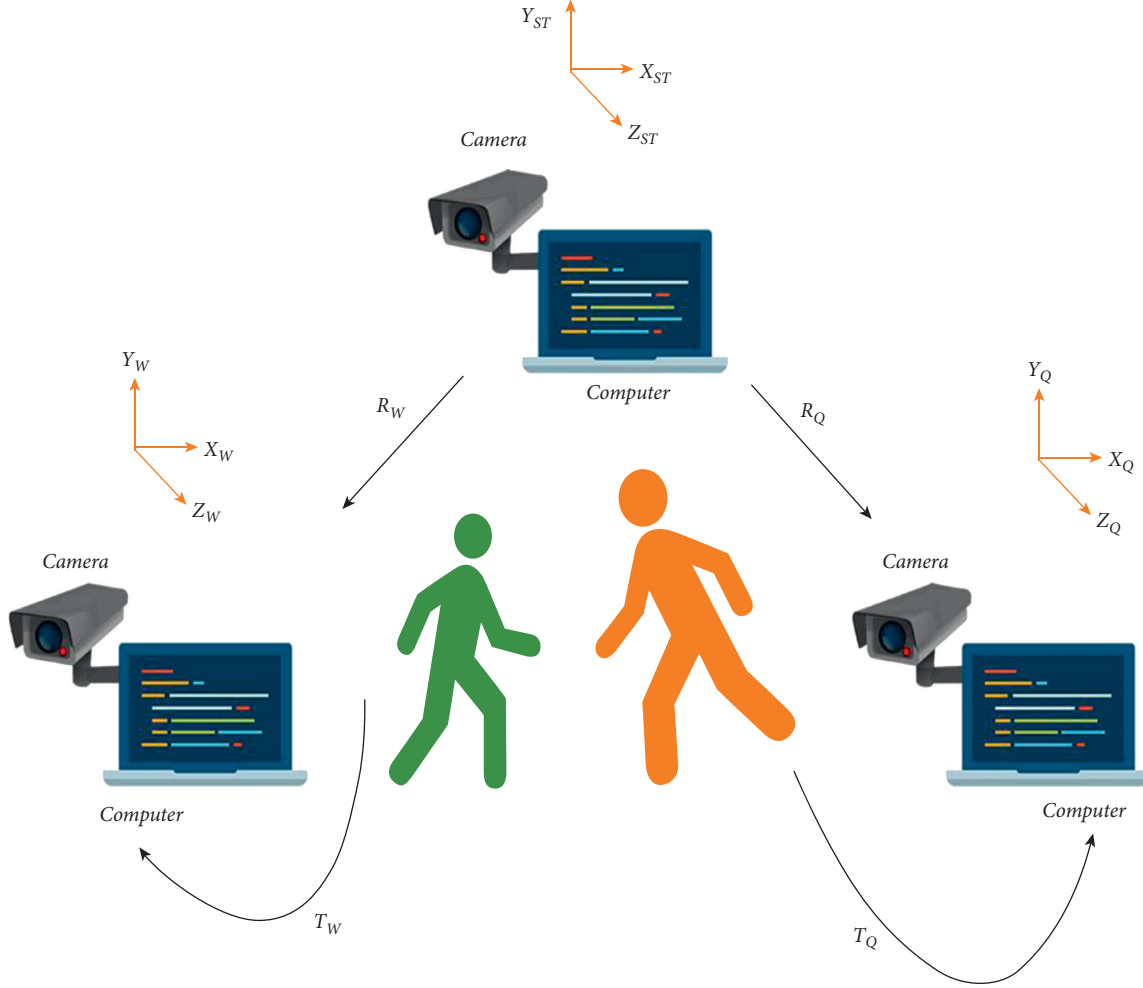 Y_ST
X_ST
Z_ST
Camera
Computer
Y_W
X_W
Z_W
R_W
R_Q
Y_Q
X_Q
Z_Q
Camera
Camera
Computer
Computer
T_W
T_Q